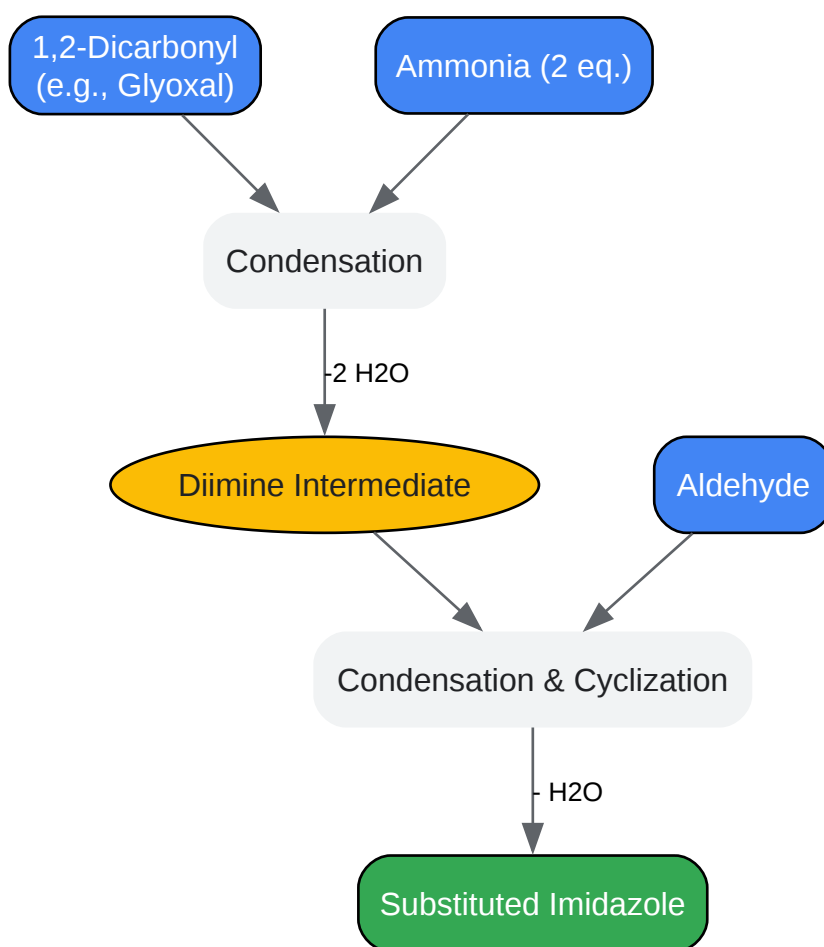 1,2-Dicarbonyl
(e.g., Glyoxal)
Ammonia (2 eq.)
Condensation
-2 H2O
Diimine Intermediate
Aldehyde
Condensation & Cyclization
- H2O
Substituted Imidazole